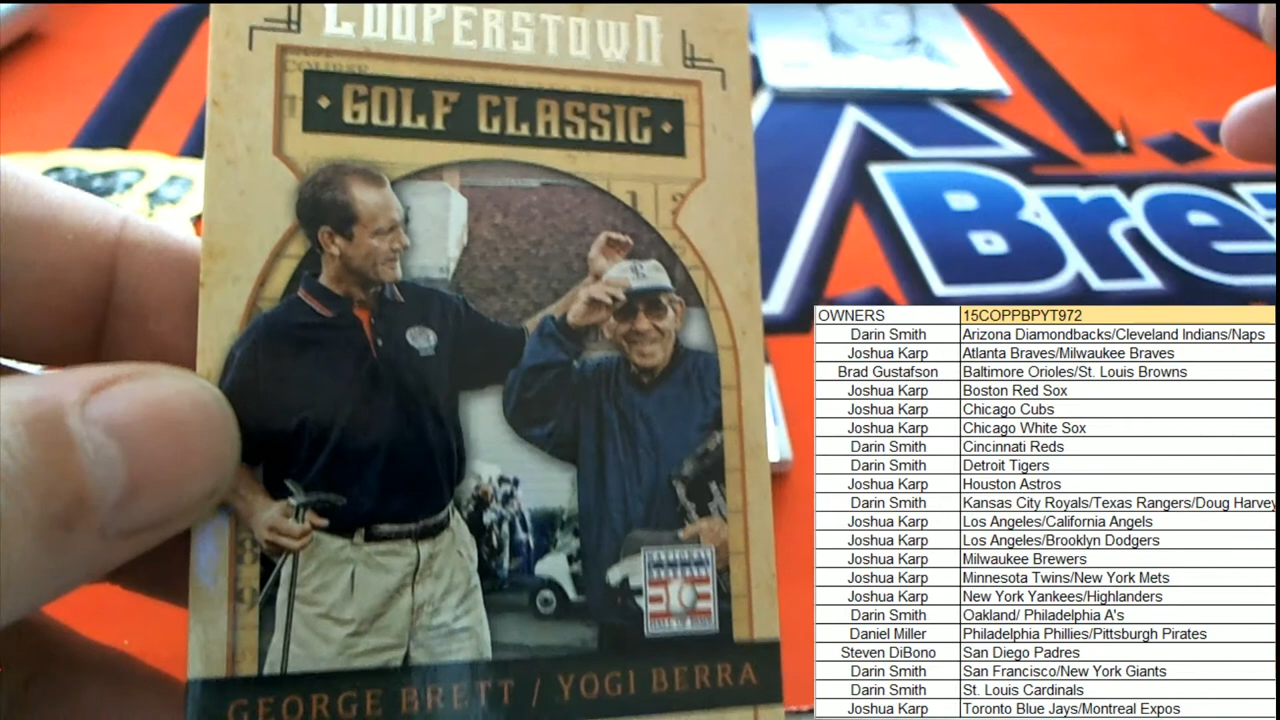 COOPERSTOWN
GOLF CLASSIC
GEORGE BRETT / YOGI BERRA
NATIONAL
BASEBALL
HALL OF FAME
Bre
OWNERS 15COPPBPYT972
Darin Smith Arizona Diamondbacks/Cleveland Indians/Naps
Joshua Karp Atlanta Braves/Milwaukee Braves
Brad Gustafson Baltimore Orioles/St. Louis Browns
Joshua Karp Boston Red Sox
Joshua Karp Chicago Cubs
Joshua Karp Chicago White Sox
Darin Smith Cincinnati Reds
Darin Smith Detroit Tigers
Joshua Karp Houston Astros
Darin Smith Kansas City Royals/Texas Rangers/Doug Harvey
Joshua Karp Los Angeles/California Angels
Joshua Karp Los Angeles/Brooklyn Dodgers
Joshua Karp Milwaukee Brewers
Joshua Karp Minnesota Twins/New York Mets
Joshua Karp New York Yankees/Highlanders
Darin Smith Oakland/ Philadelphia A's
Daniel Miller Philadelphia Phillies/Pittsburgh Pirates
Steven DiBono San Diego Padres
Darin Smith San Francisco/New York Giants
Darin Smith St. Louis Cardinals
Joshua Karp Toronto Blue Jays/Montreal Expos